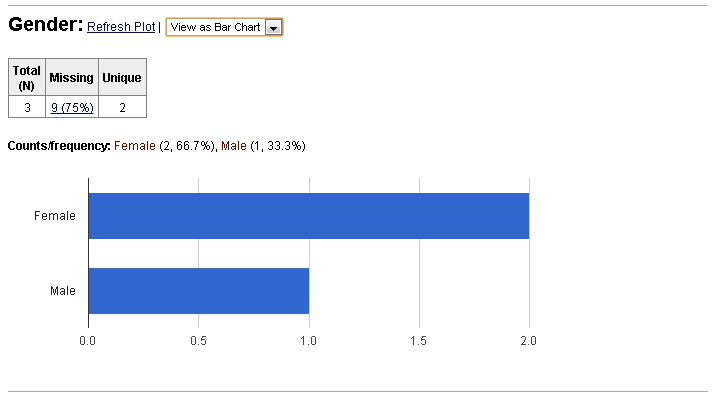 Gender: Refresh Plot | View as Bar Chart
Total (N) Missing Unique
3 9 (75%) 2
Counts/frequency: Female (2, 66.7%), Male (1, 33.3%)
Female
Male
0.0 0.5 1.0 1.5 2.0